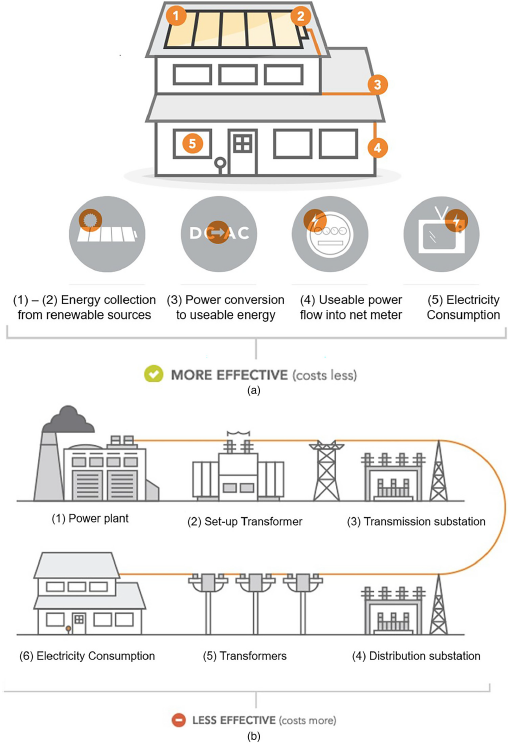 1
2
3
5
4
DC→AC
(1) – (2) Energy collection
from renewable sources
(3) Power conversion
to useable energy
(4) Useable power
flow into net meter
(5) Electricity
Consumption
MORE EFFECTIVE (costs less)
(a)
(1) Power plant
(2) Set-up Transformer
(3) Transmission substation
(6) Electricity Consumption
(5) Transformers
(4) Distribution substation
LESS EFFECTIVE (costs more)
(b)